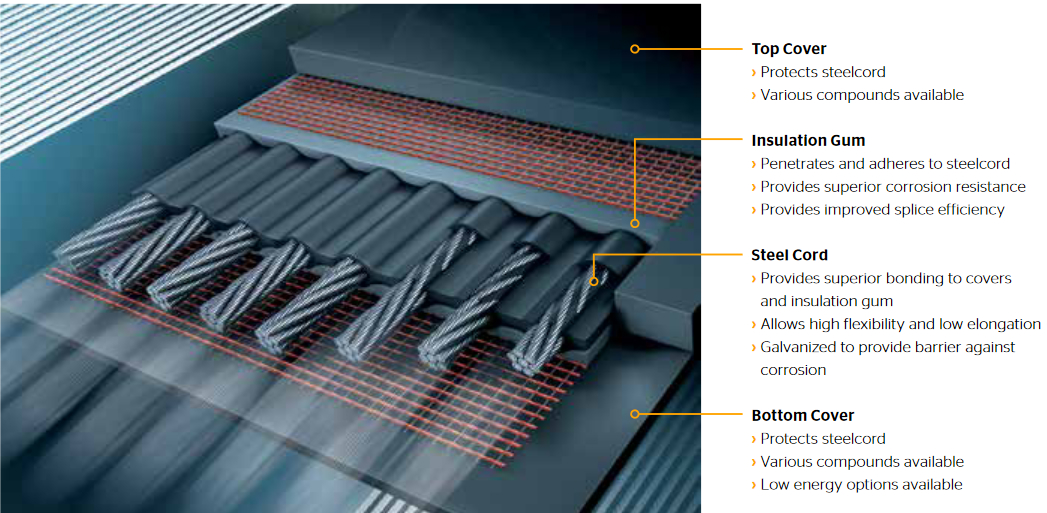 Top Cover
› Protects steelcord
› Various compounds available
Insulation Gum
› Penetrates and adheres to steelcord
› Provides superior corrosion resistance
› Provides improved splice efficiency
Steel Cord
› Provides superior bonding to covers
and insulation gum
› Allows high flexibility and low elongation
› Galvanized to provide barrier against
corrosion
Bottom Cover
› Protects steelcord
› Various compounds available
› Low energy options available